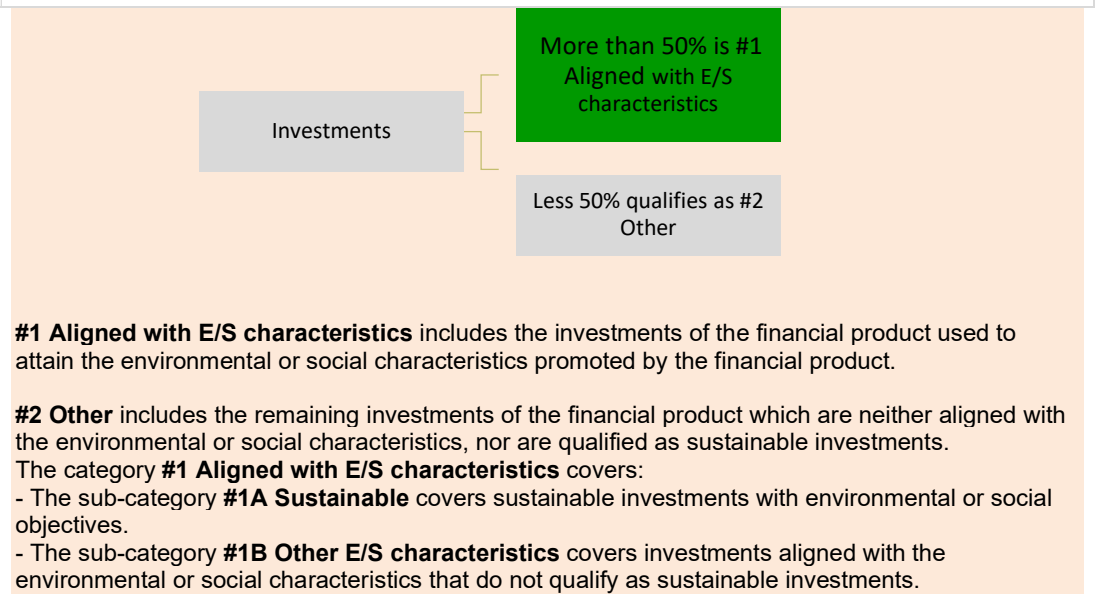 More than 50% is #1
Aligned with E/S
characteristics
Investments
Less 50% qualifies as #2
Other
#1 Aligned with E/S characteristics includes the investments of the financial product used to
attain the environmental or social characteristics promoted by the financial product.
#2 Other includes the remaining investments of the financial product which are neither aligned with
the environmental or social characteristics, nor are qualified as sustainable investments.
The category #1 Aligned with E/S characteristics covers:
- The sub-category #1A Sustainable covers sustainable investments with environmental or social
objectives.
- The sub-category #1B Other E/S characteristics covers investments aligned with the
environmental or social characteristics that do not qualify as sustainable investments.